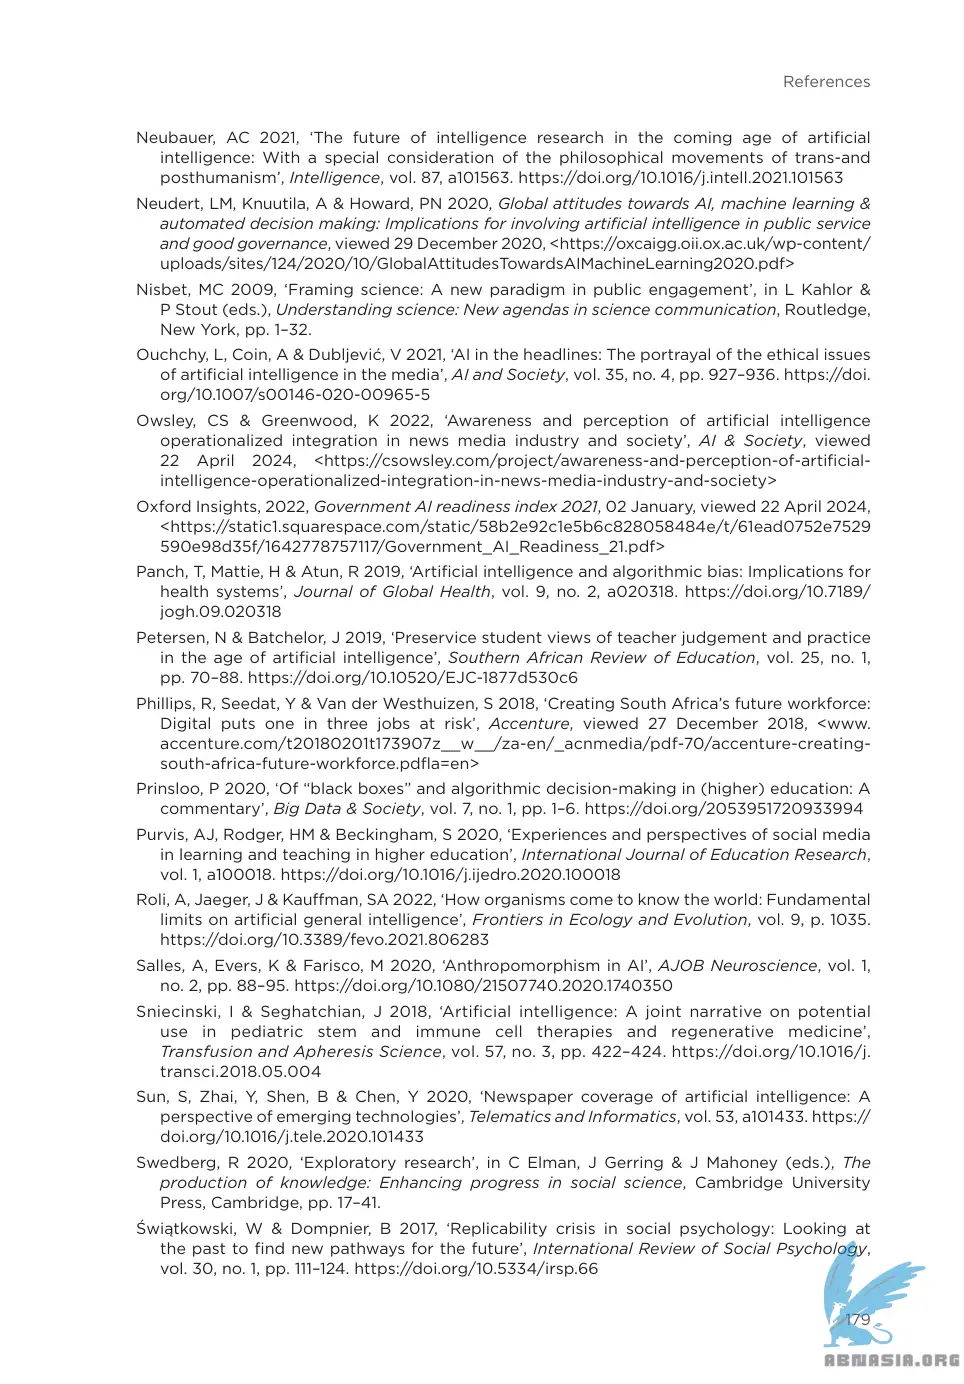 References
Neubauer, AC 2021, ‘The future of intelligence research in the coming age of artificial
intelligence: With a special consideration of the philosophical movements of trans-and
posthumanism’, Intelligence, vol. 87, a101563. https://doi.org/10.1016/j.intell.2021.101563
Neudert, LM, Knuutila, A & Howard, PN 2020, Global attitudes towards AI, machine learning &
automated decision making: Implications for involving artificial intelligence in public service
and good governance, viewed 29 December 2020, <https://oxcaigg.oii.ox.ac.uk/wp-content/
uploads/sites/124/2020/10/GlobalAttitudesTowardsAIMachineLearning2020.pdf>
Nisbet, MC 2009, ‘Framing science: A new paradigm in public engagement’, in L Kahlor &
P Stout (eds.), Understanding science: New agendas in science communication, Routledge,
New York, pp. 1–32.
Ouchchy, L, Coin, A & Dubljević, V 2021, ‘AI in the headlines: The portrayal of the ethical issues
of artificial intelligence in the media’, AI and Society, vol. 35, no. 4, pp. 927–936. https://doi.
org/10.1007/s00146-020-00965-5
Owsley, CS & Greenwood, K 2022, ‘Awareness and perception of artificial intelligence
operationalized integration in news media industry and society’, AI & Society, viewed
22 April 2024, <https://csowsley.com/project/awareness-and-perception-of-artificial-
intelligence-operationalized-integration-in-news-media-industry-and-society>
Oxford Insights, 2022, Government AI readiness index 2021, 02 January, viewed 22 April 2024,
<https://static1.squarespace.com/static/58b2e92c1e5b6c828058484e/t/61ead0752e7529
590e98d35f/1642778757117/Government_AI_Readiness_21.pdf>
Panch, T, Mattie, H & Atun, R 2019, ‘Artificial intelligence and algorithmic bias: Implications for
health systems’, Journal of Global Health, vol. 9, no. 2, a020318. https://doi.org/10.7189/
jogh.09.020318
Petersen, N & Batchelor, J 2019, ‘Preservice student views of teacher judgement and practice
in the age of artificial intelligence’, Southern African Review of Education, vol. 25, no. 1,
pp. 70–88. https://doi.org/10.10520/EJC-1877d530c6
Phillips, R, Seedat, Y & Van der Westhuizen, S 2018, ‘Creating South Africa’s future workforce:
Digital puts one in three jobs at risk’, Accenture, viewed 27 December 2018, <www.
accenture.com/t20180201t173907z__w__/za-en/_acnmedia/pdf-70/accenture-creating-
south-africa-future-workforce.pdfla=en>
Prinsloo, P 2020, ‘Of “black boxes” and algorithmic decision-making in (higher) education: A
commentary’, Big Data & Society, vol. 7, no. 1, pp. 1–6. https://doi.org/2053951720933994
Purvis, AJ, Rodger, HM & Beckingham, S 2020, ‘Experiences and perspectives of social media
in learning and teaching in higher education’, International Journal of Education Research,
vol. 1, a100018. https://doi.org/10.1016/j.ijedro.2020.100018
Roli, A, Jaeger, J & Kauffman, SA 2022, ‘How organisms come to know the world: Fundamental
limits on artificial general intelligence’, Frontiers in Ecology and Evolution, vol. 9, p. 1035.
https://doi.org/10.3389/fevo.2021.806283
Salles, A, Evers, K & Farisco, M 2020, ‘Anthropomorphism in AI’, AJOB Neuroscience, vol. 1,
no. 2, pp. 88–95. https://doi.org/10.1080/21507740.2020.1740350
Sniecinski, I & Seghatchian, J 2018, ‘Artificial intelligence: A joint narrative on potential
use in pediatric stem and immune cell therapies and regenerative medicine’,
Transfusion and Apheresis Science, vol. 57, no. 3, pp. 422–424. https://doi.org/10.1016/j.
transci.2018.05.004
Sun, S, Zhai, Y, Shen, B & Chen, Y 2020, ‘Newspaper coverage of artificial intelligence: A
perspective of emerging technologies’, Telematics and Informatics, vol. 53, a101433. https://
doi.org/10.1016/j.tele.2020.101433
Swedberg, R 2020, ‘Exploratory research’, in C Elman, J Gerring & J Mahoney (eds.), The
production of knowledge: Enhancing progress in social science, Cambridge University
Press, Cambridge, pp. 17–41.
Świątkowski, W & Dompnier, B 2017, ‘Replicability crisis in social psychology: Looking at
the past to find new pathways for the future’, International Review of Social Psychology,
vol. 30, no. 1, pp. 111–124. https://doi.org/10.5334/irsp.66
179
ABNASIA.ORG